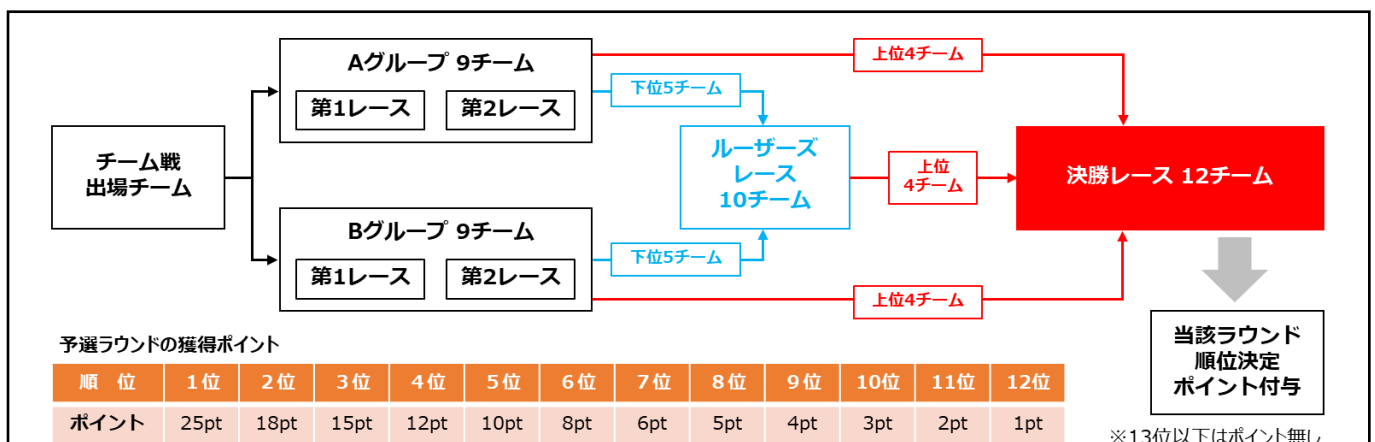 チーム戦
出場チーム
Aグループ 9チーム
第1レース 第2レース
Bグループ 9チーム
第1レース 第2レース
上位4チーム
下位5チーム
ルーザーズ
レース
10チーム
上位
4チーム
下位5チーム
上位4チーム
決勝レース 12チーム
当該ラウンド
順位決定
ポイント付与
※13位以下はポイント無し
予選ラウンドの獲得ポイント
順 位 1位 2位 3位 4位 5位 6位 7位 8位 9位 10位 11位 12位
ポイント 25pt 18pt 15pt 12pt 10pt 8pt 6pt 5pt 4pt 3pt 2pt 1pt